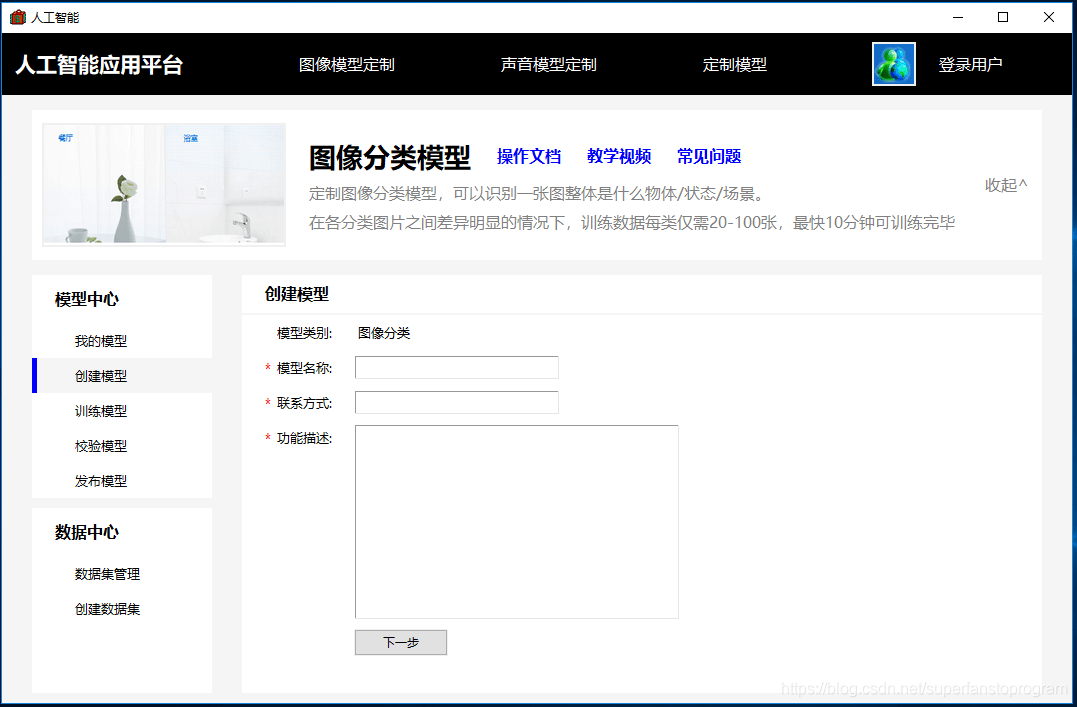 人工智能
人工智能应用平台
图像模型定制
声音模型定制
定制模型
登录用户
餐厅
浴室
图像分类模型
操作文档
教学视频
常见问题
定制图像分类模型，可以识别一张图整体是什么物体/状态/场景。
在各分类图片之间差异明显的情况下，训练数据每类仅需20-100张，最快10分钟可训练完毕
收起^
模型中心
我的模型
创建模型
训练模型
校验模型
发布模型
数据中心
数据集管理
创建数据集
创建模型
模型类别: 图像分类
* 模型名称:
* 联系方式:
* 功能描述:
下一步
https://blog.csdn.net/superfanstoprogram